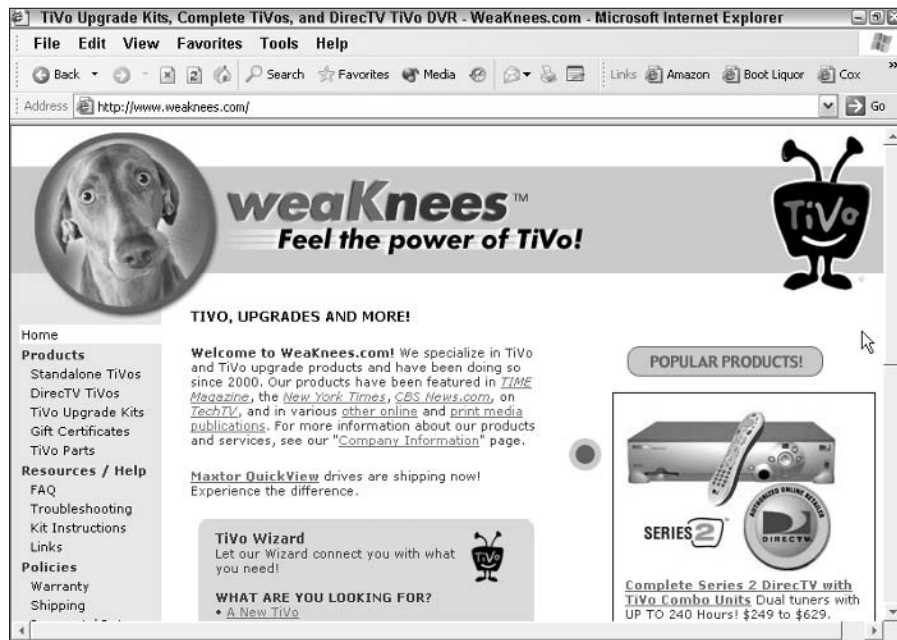 TiVo Upgrade Kits, Complete TiVos, and DirecTV TiVo DVR - WeaKnees.com - Microsoft Internet Explorer
File Edit View Favorites Tools Help
Back Search Favorites Media Links Amazon Boot Liquor Cox »
Address http://www.weaknees.com/ Go
weaKnees™
Feel the power of TiVo!
TiVo
Home
Products
Standalone TiVos
DirecTV TiVos
TiVo Upgrade Kits
Gift Certificates
TiVo Parts
Resources / Help
FAQ
Troubleshooting
Kit Instructions
Links
Policies
Warranty
Shipping
TIVO, UPGRADES AND MORE!
Welcome to WeaKnees.com! We specialize in TiVo
and TiVo upgrade products and have been doing so
since 2000. Our products have been featured in TIME
Magazine, the New York Times, CBS News.com, on
TechTV, and in various other online and print media
publications. For more information about our products
and services, see our "Company Information" page.
Maxtor QuickView drives are shipping now!
Experience the difference.
TiVo Wizard
Let our Wizard connect you with what
you need!
TiVo
WHAT ARE YOU LOOKING FOR?
• A New TiVo
POPULAR PRODUCTS!
SERIES2™
AUTHORIZED ONLINE RETAILER
DIRECTV
Complete Series 2 DirecTV with
TiVo Combo Units Dual tuners with
UP TO 240 Hours! $249 to $629.